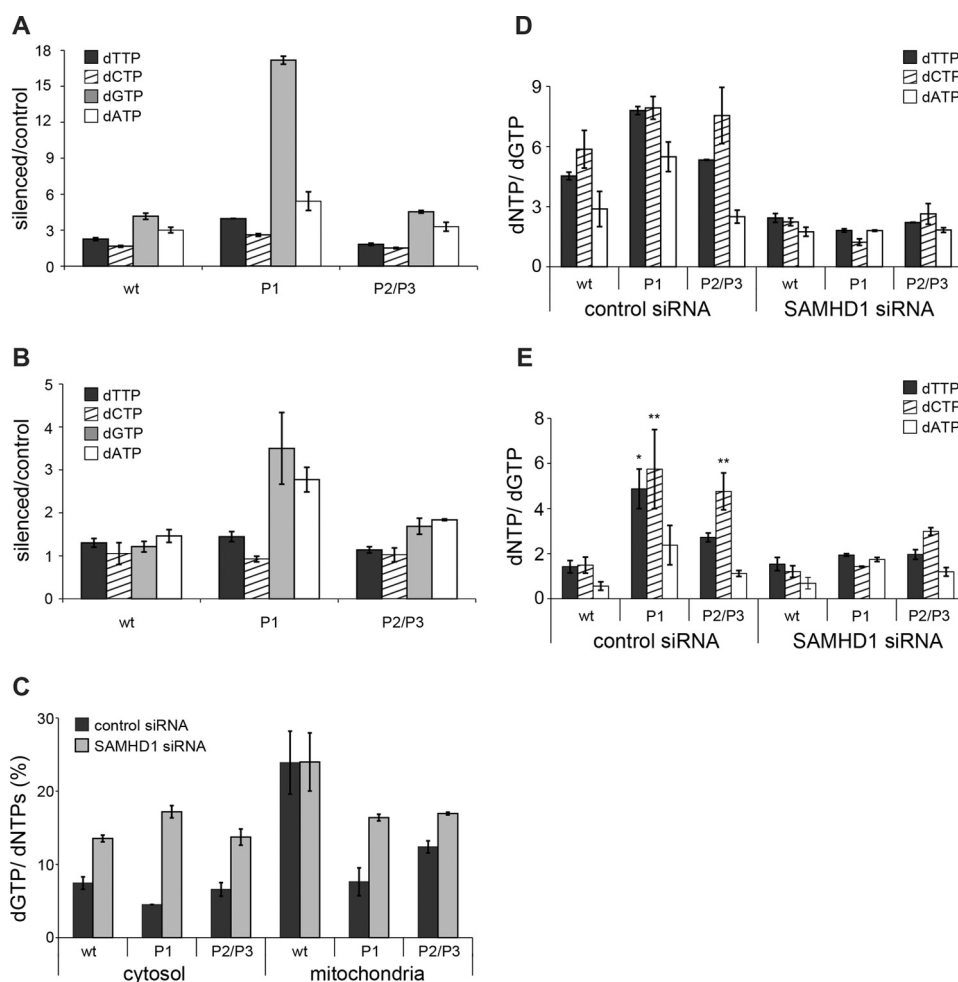 A
dTTP
dCTP
dGTP
dATP
silenced/control
18
15
12
9
6
3
0
wt P1 P2/P3
B
dTTP
dCTP
dGTP
dATP
silenced/control
5
4
3
2
1
0
wt P1 P2/P3
C
control siRNA
SAMHD1 siRNA
dGTP/ dNTPs (%)
30
20
10
0
wt P1 P2/P3 wt P1 P2/P3
cytosol mitochondria
D
dTTP
dCTP
dATP
dNTP/ dGTP
9
6
3
0
wt P1 P2/P3 wt P1 P2/P3
control siRNA SAMHD1 siRNA
E
dTTP
dCTP
dATP
dNTP/ dGTP
8
6
4
2
0
* ** **
wt P1 P2/P3 wt P1 P2/P3
control siRNA SAMHD1 siRNA